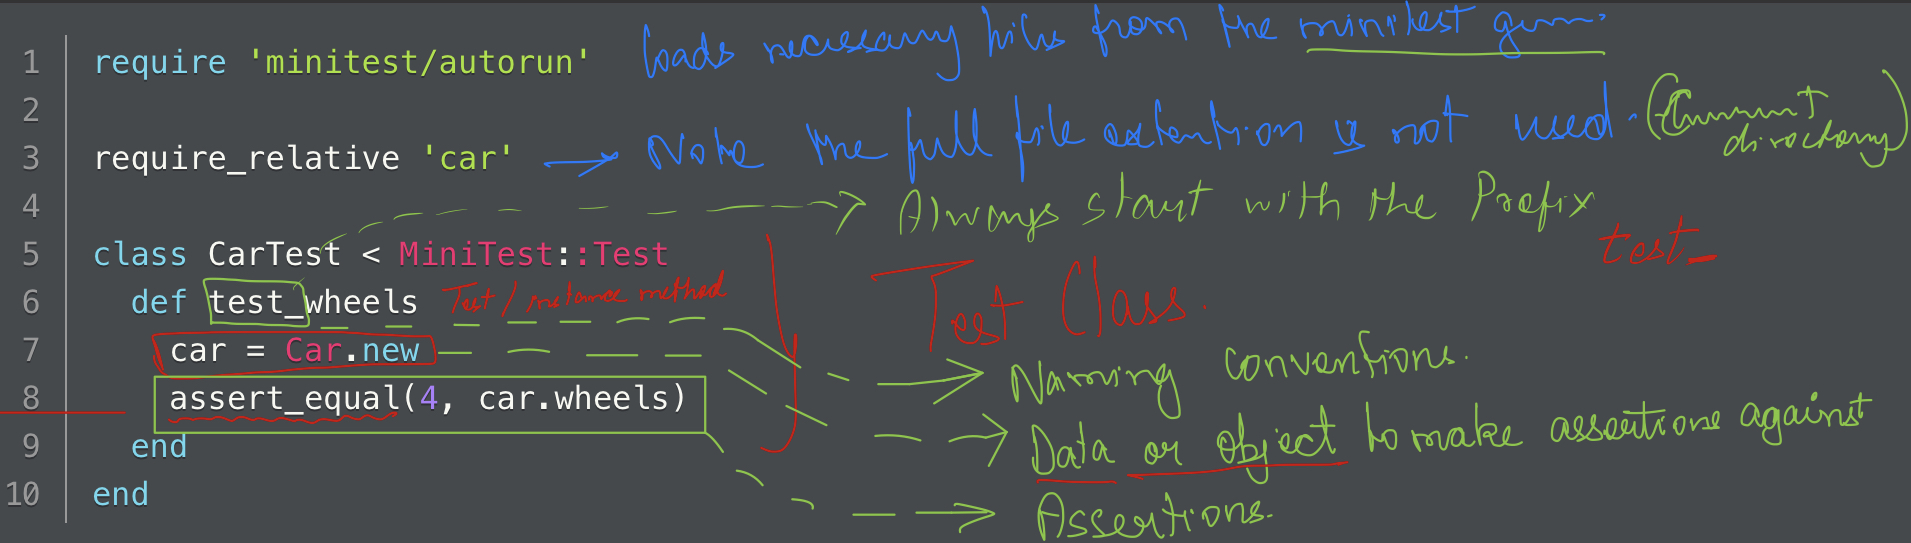 1 require 'minitest/autorun' loads necessary files from the minitest gem.
2
3 require_relative 'car' → Note the full file extention is not used. (Current directory)
4 Always start with the Prefix
test_
5 class CarTest < MiniTest::Test
6 def test_wheels Test / instance method
Test Class.
7 car = Car.new
Naming conventions.
8 assert_equal(4, car.wheels)
Data or object to make assertions against
9 end
10 end
Assertions.